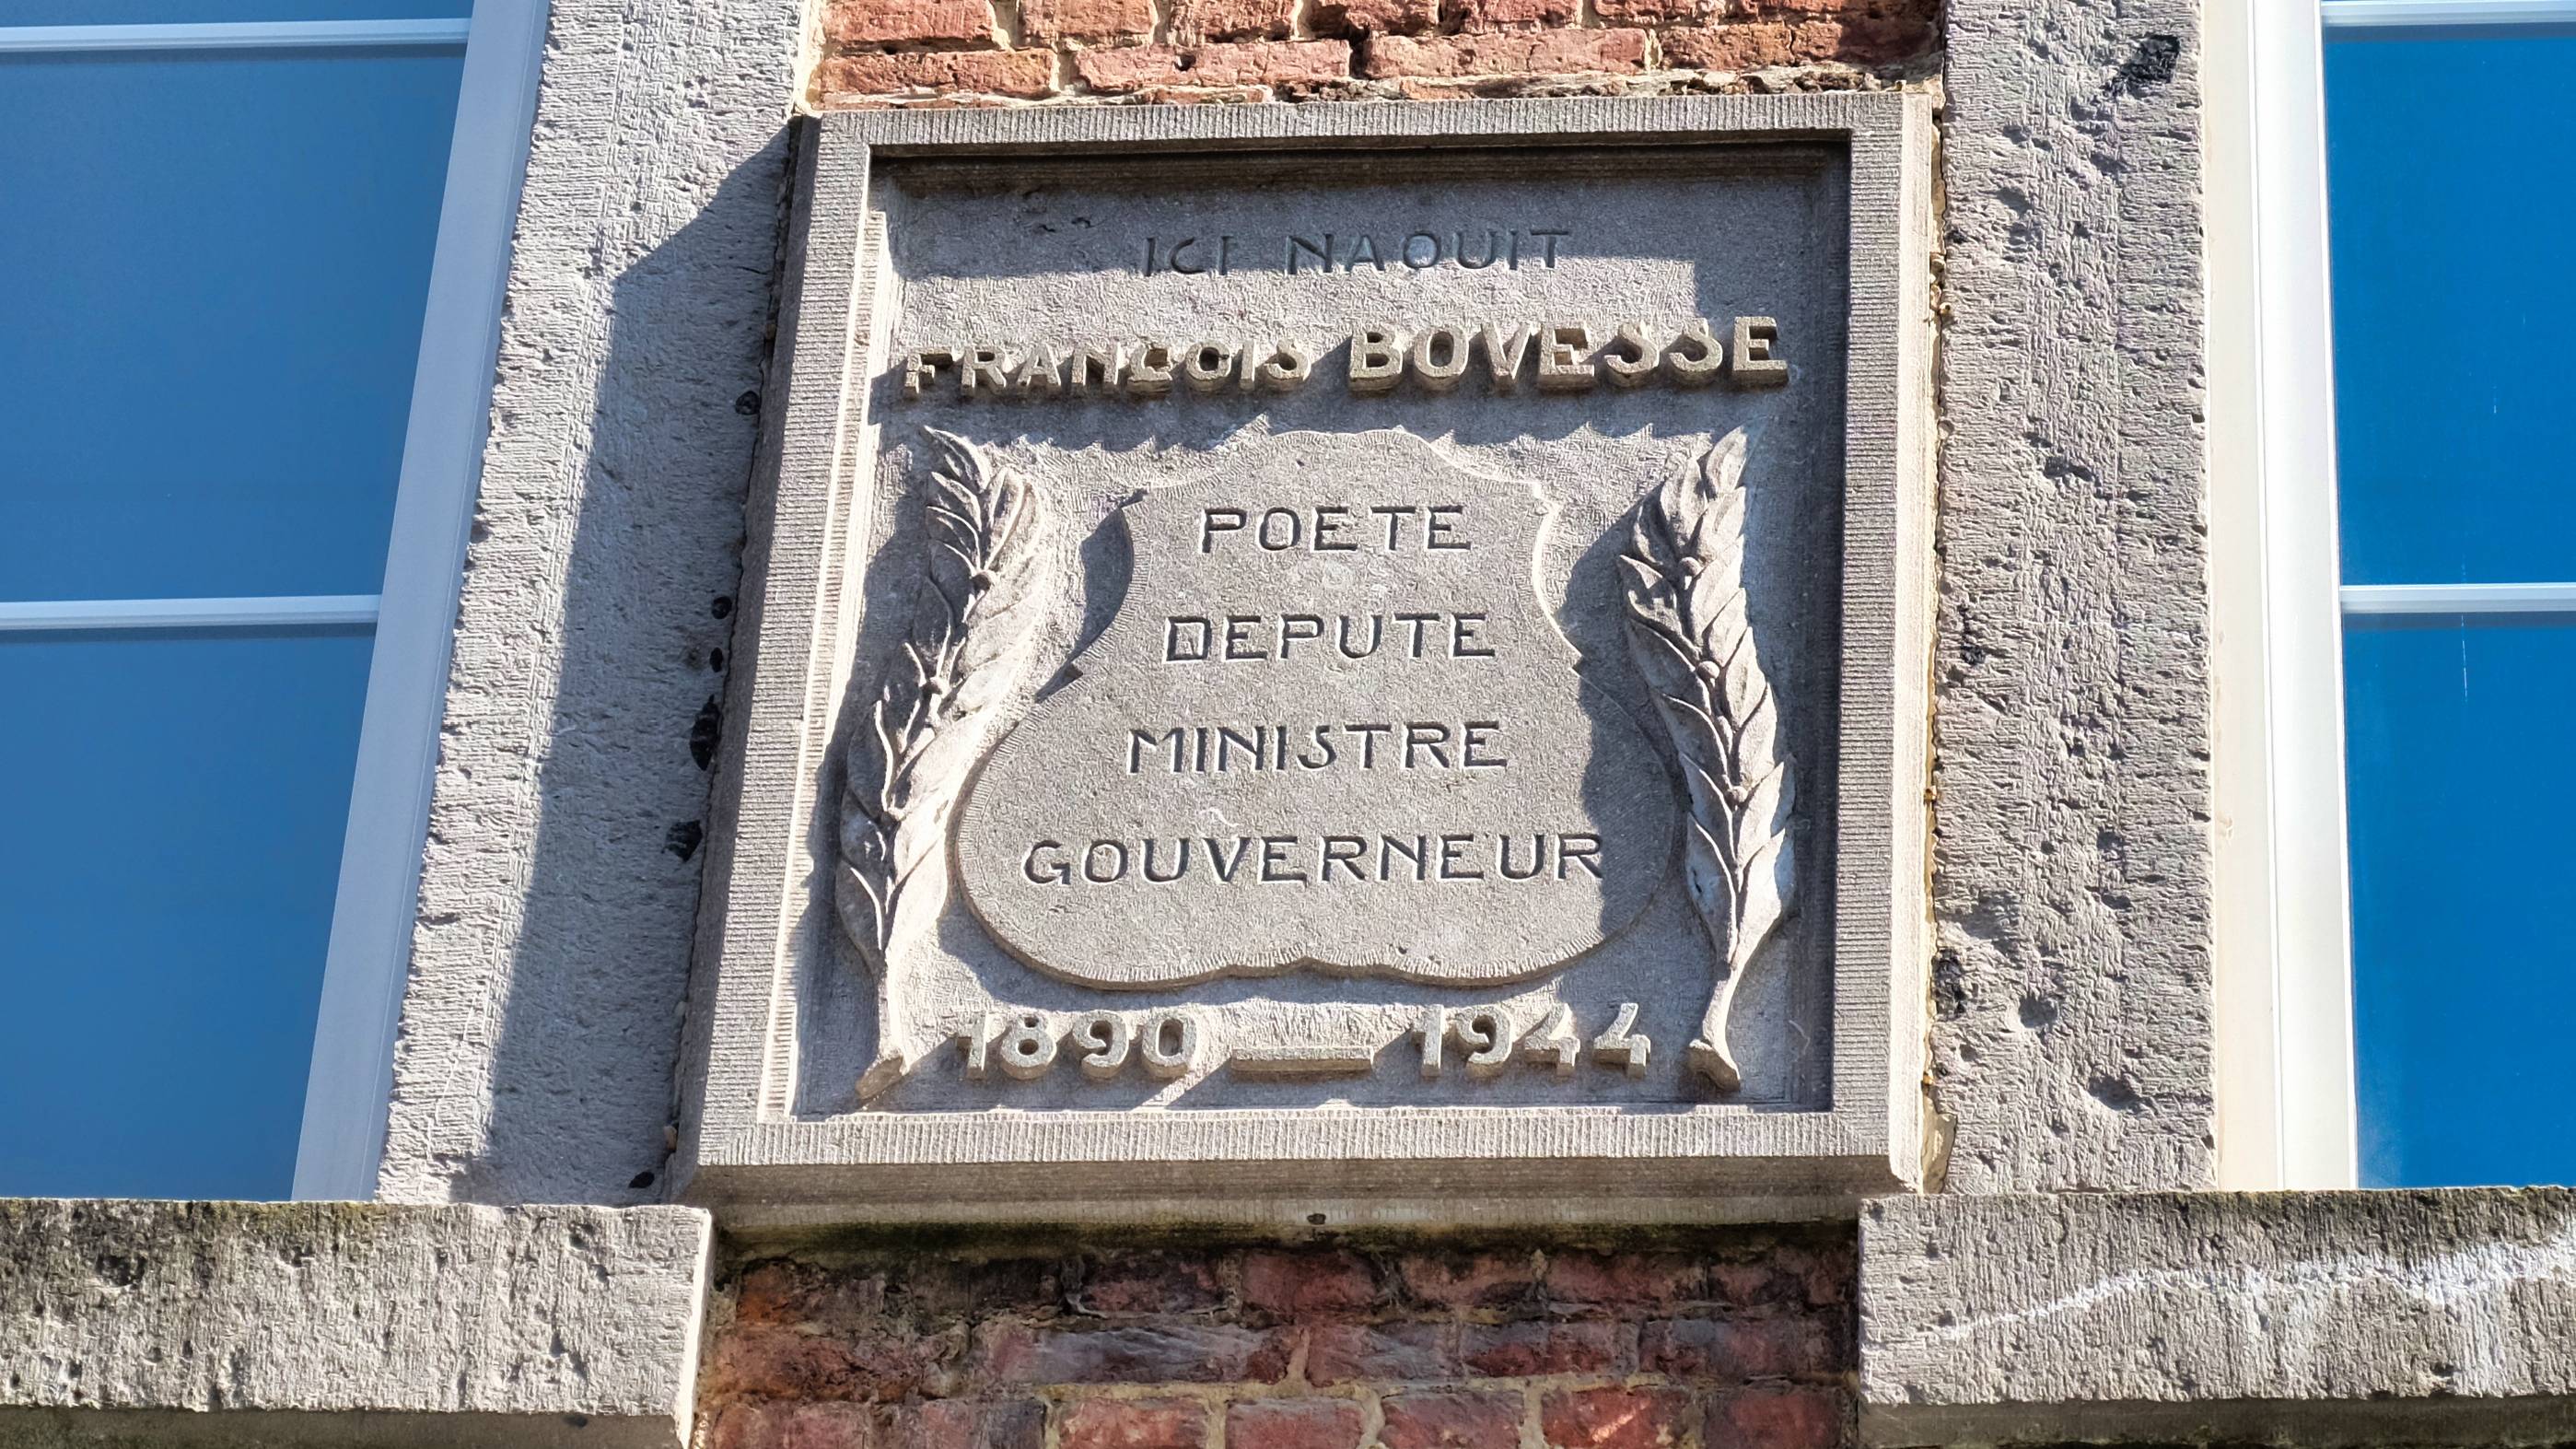 ICI NAQUIT
FRANÇOIS BOVESSE
POETE
DEPUTE
MINISTRE
GOUVERNEUR
1890 — 1944